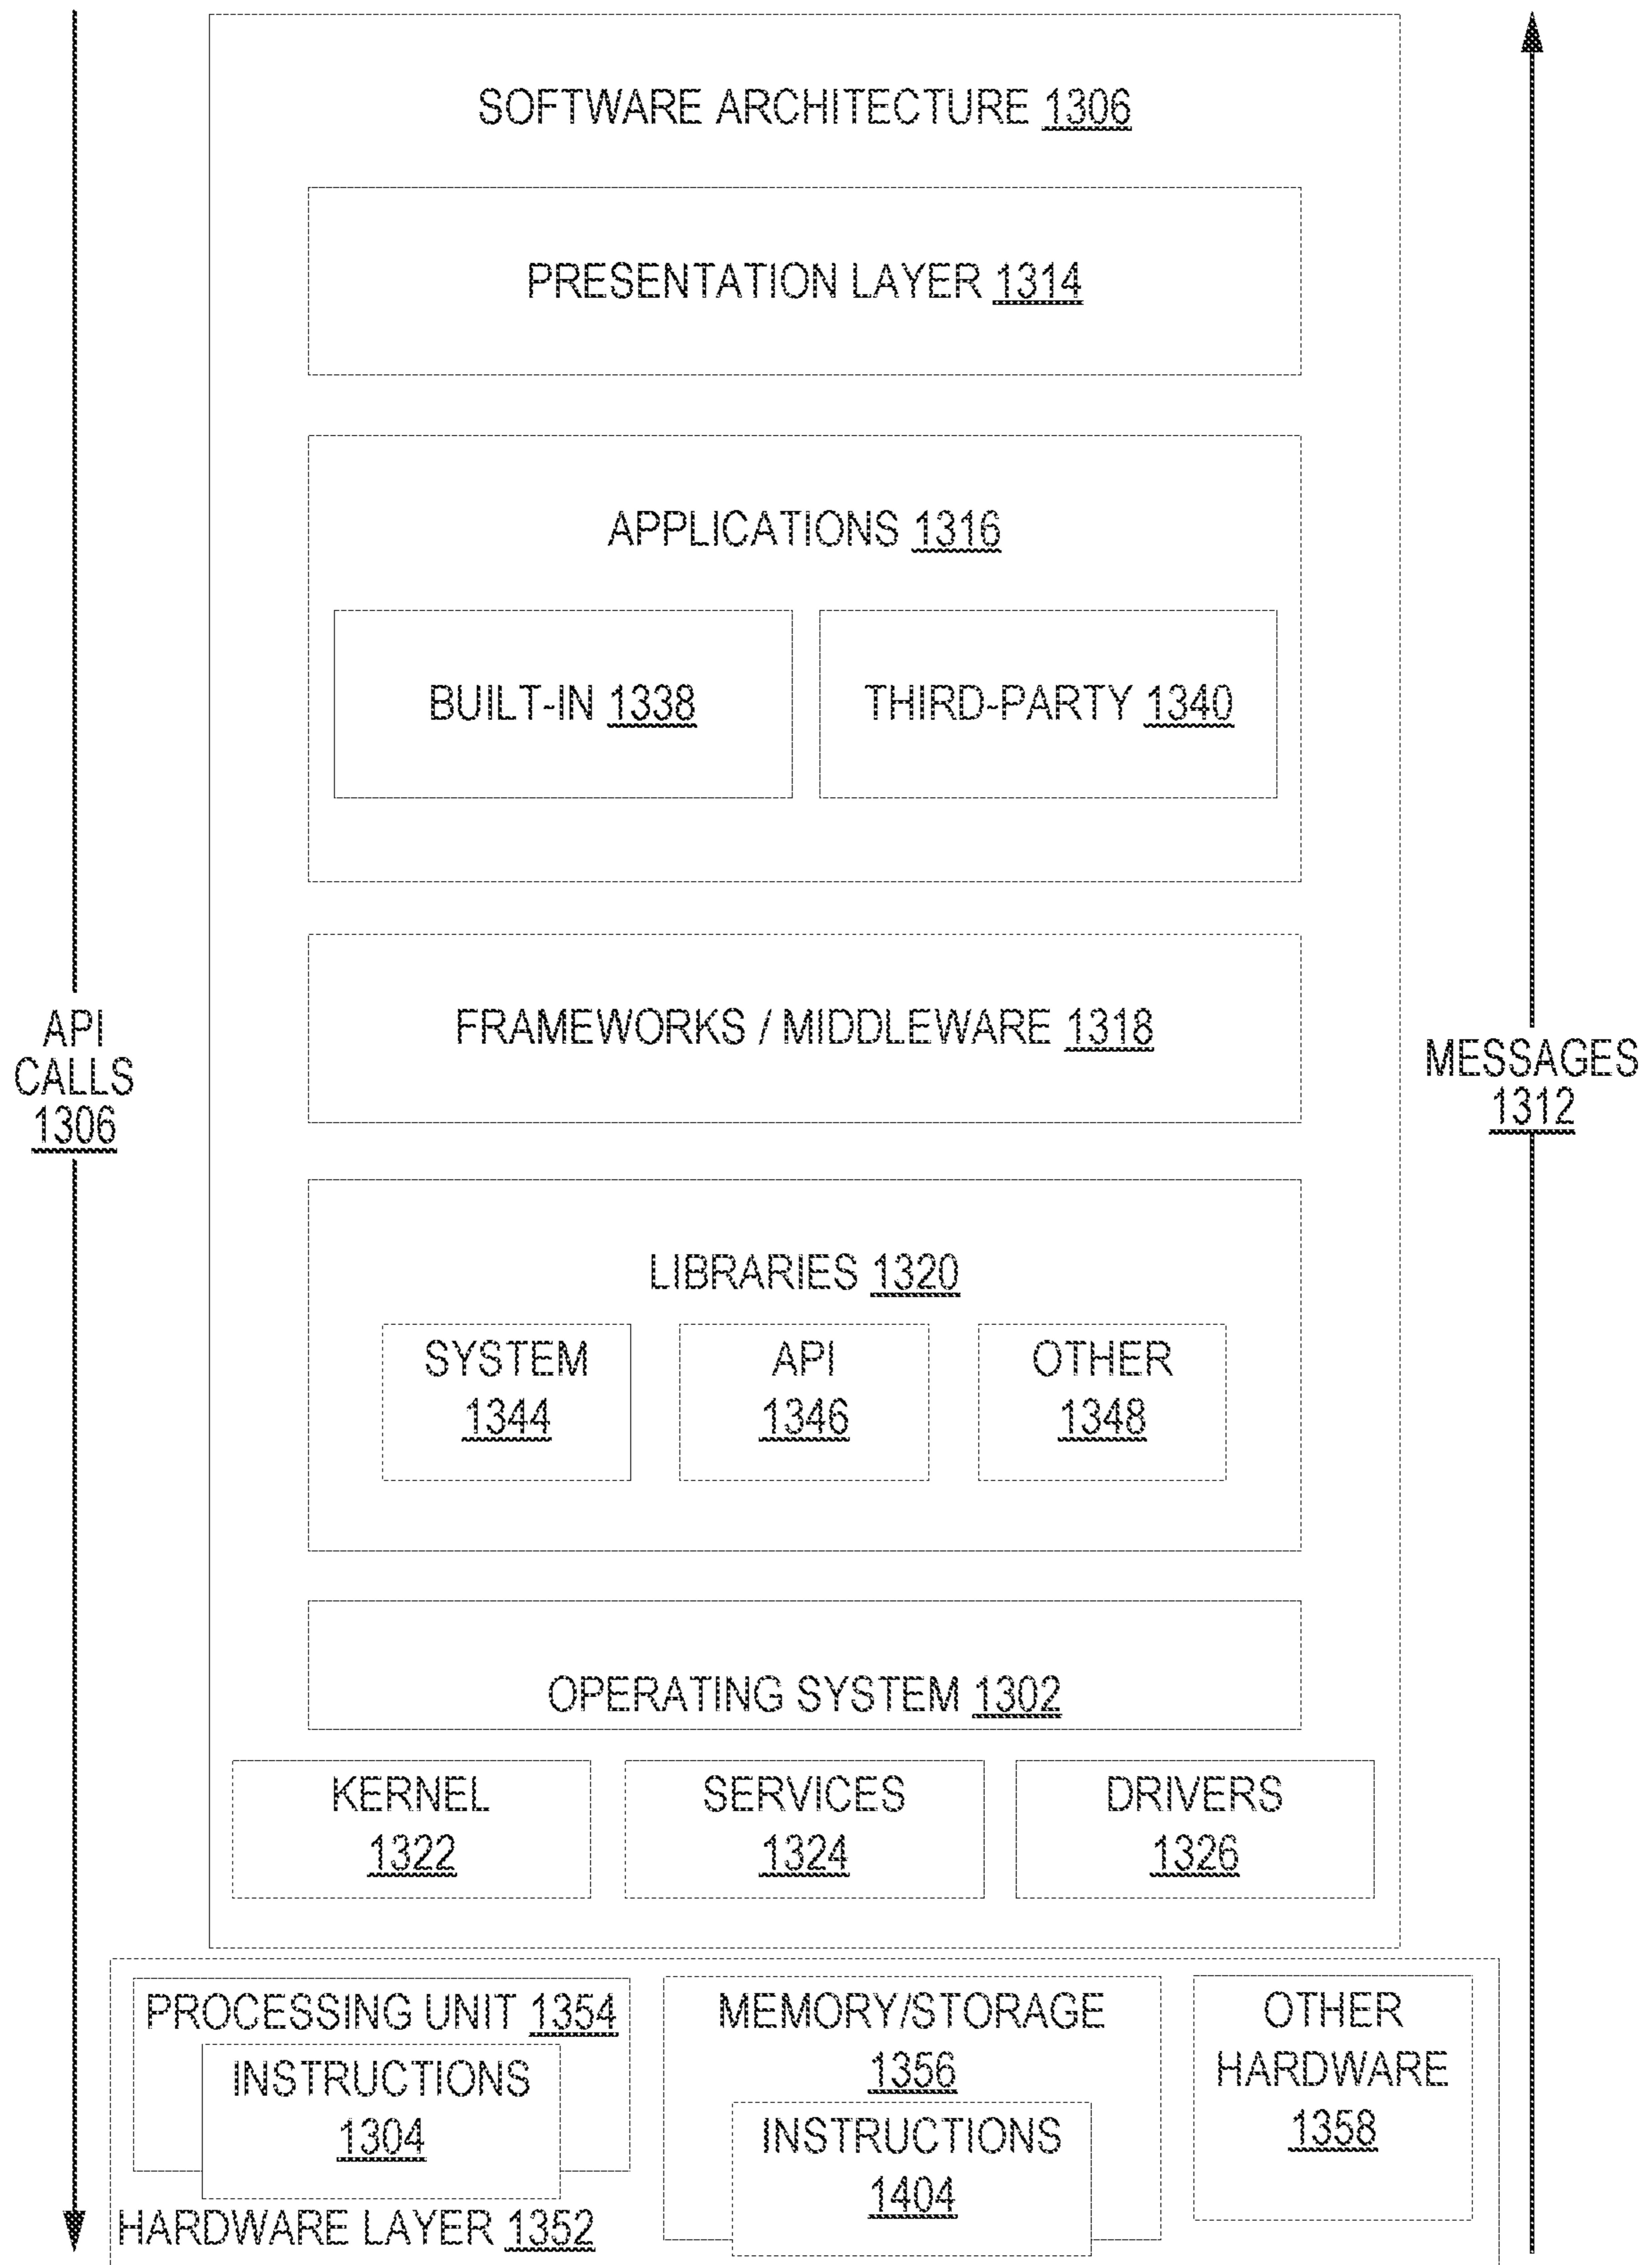 SOFTWARE ARCHITECTURE 1306
PRESENTATION LAYER 1314
APPLICATIONS 1316
BUILT-IN 1338
THIRD-PARTY 1340
FRAMEWORKS / MIDDLEWARE 1318
API
CALLS
1306
MESSAGES
1312
LIBRARIES 1320
SYSTEM
1344
API
1346
OTHER
1348
OPERATING SYSTEM 1302
KERNEL
1322
SERVICES
1324
DRIVERS
1326
PROCESSING UNIT 1354
INSTRUCTIONS
1304
MEMORY/STORAGE
1356
INSTRUCTIONS
1404
OTHER
HARDWARE
1358
HARDWARE LAYER 1352